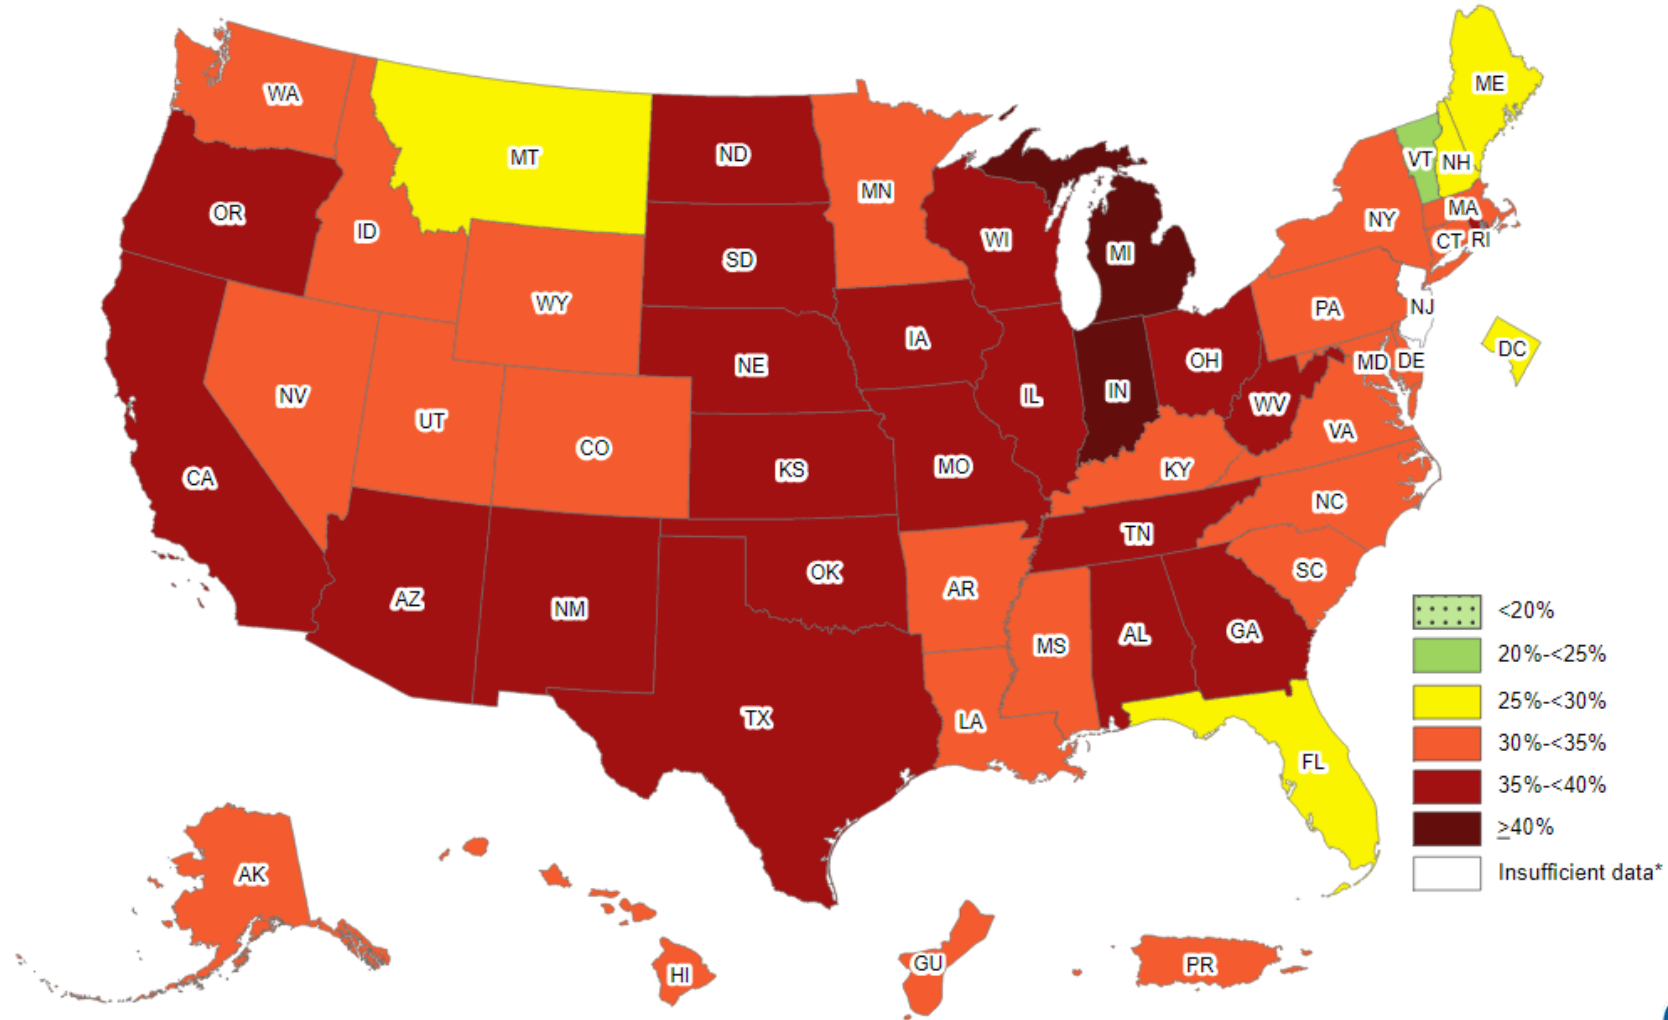 WA
MT
ND
MN
ME
VT
NH
OR
ID
SD
WI
MI
NY
MA
CT
RI
WY
NE
IA
PA
NJ
DC
NV
UT
CO
IL
IN
OH
MD
DE
WV
VA
CA
KS
MO
KY
NC
AZ
NM
OK
AR
TN
SC
TX
LA
MS
AL
GA
FL
AK
HI
GU
PR
<20%
20%-<25%
25%-<30%
30%-<35%
35%-<40%
≥40%
Insufficient data*